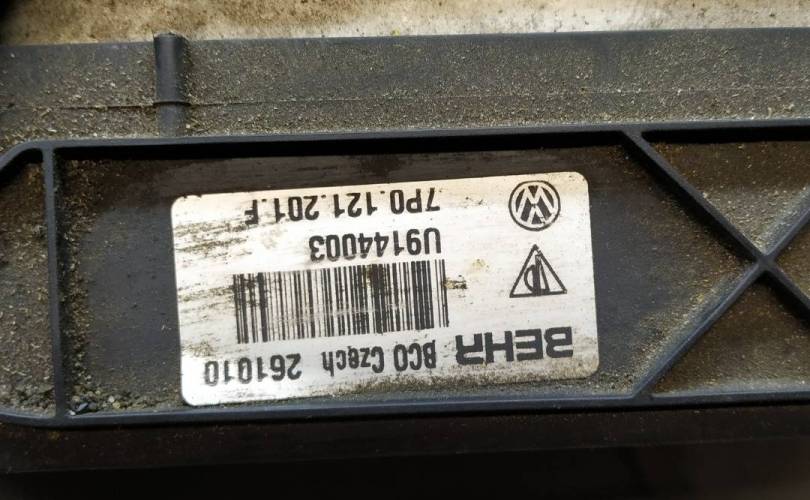 BEHR BCO Czech 261010
U9144003
7P0.121.201.F